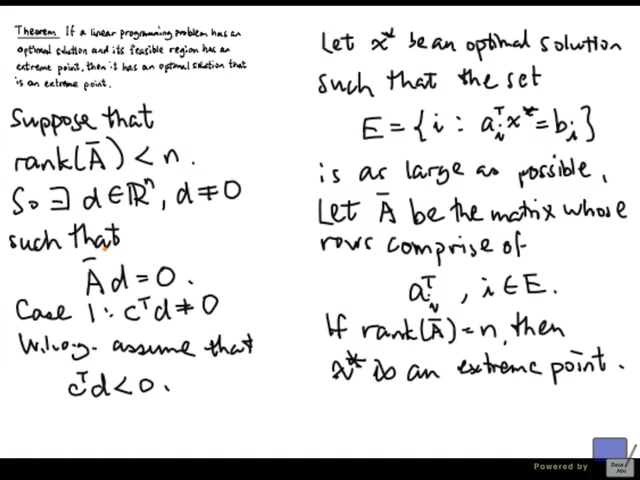 Theorem If a linear programming problem has an
optimal solution and its feasible region has an
extreme point, then it has an optimal solution that
is an extreme point.
Suppose that
rank(Ā) < n.
So ∃ d ∈ ℝⁿ, d ≠ 0
such that
Ā d = 0.
Case 1: cᵀd ≠ 0
W.l.o.g. assume that
cᵀd < 0.
Let x* be an optimal solution
such that the set
E = { i : aᵢᵀx* = bᵢ }
is as large as possible.
Let Ā be the matrix whose
rows comprise of
aᵢᵀ, i ∈ E.
If rank(Ā) = n, then
x* is an extreme point.
Powered by